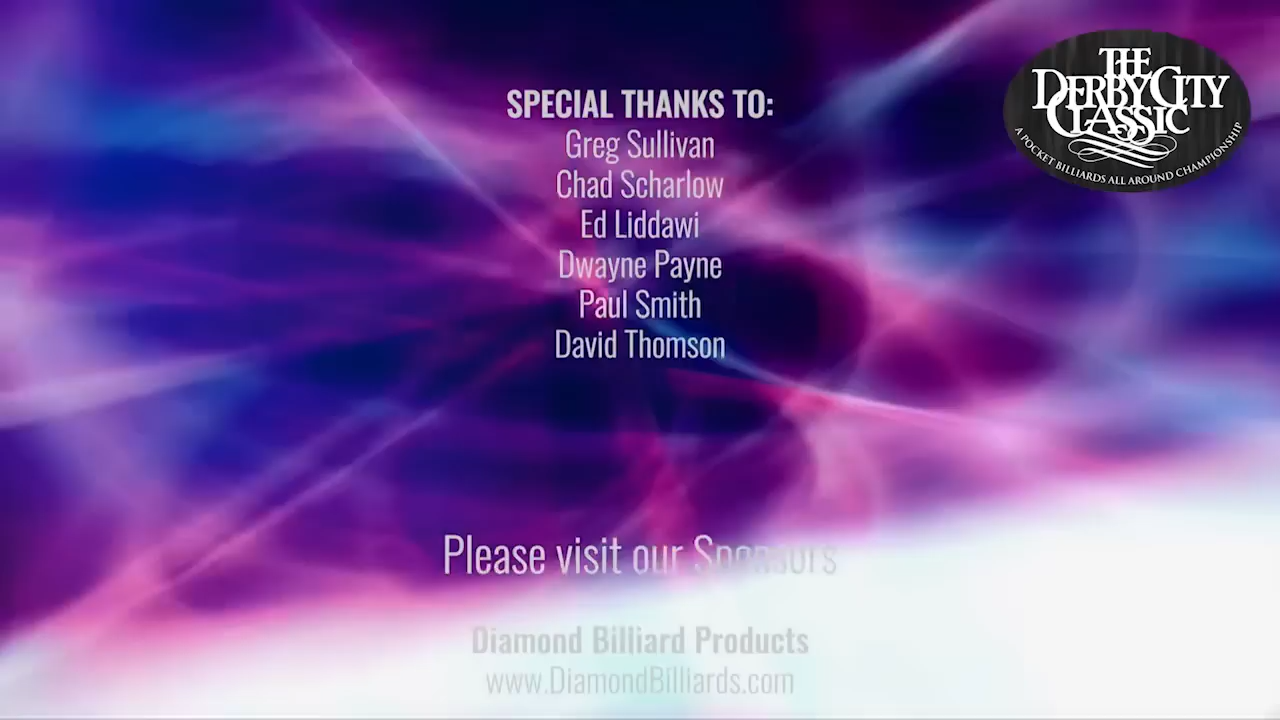 THE
DERBY CITY
CLASSIC
A POCKET BILLIARDS ALL AROUND CHAMPIONSHIP
SPECIAL THANKS TO:
Greg Sullivan
Chad Scharlow
Ed Liddawi
Dwayne Payne
Paul Smith
David Thomson
Please visit our Sponsors
Diamond Billiard Products
www.DiamondBilliards.com